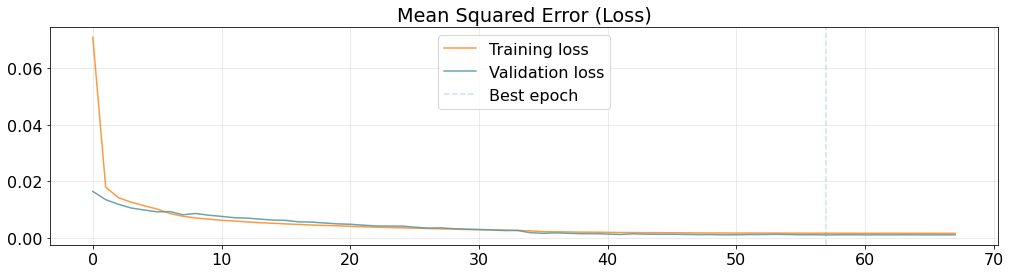 Mean Squared Error (Loss)
Training loss
Validation loss
Best epoch
0.06
0.04
0.02
0.00
0 10 20 30 40 50 60 70